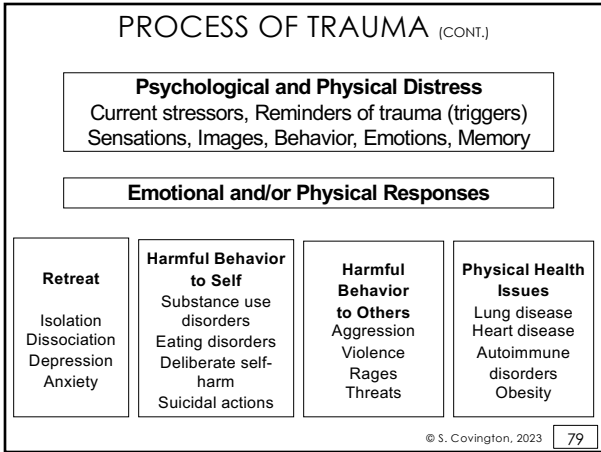 PROCESS OF TRAUMA (CONT.)
Psychological and Physical Distress
Current stressors, Reminders of trauma (triggers)
Sensations, Images, Behavior, Emotions, Memory
Emotional and/or Physical Responses
Retreat
Isolation
Dissociation
Depression
Anxiety
Harmful Behavior
to Self
Substance use
disorders
Eating disorders
Deliberate self-
harm
Suicidal actions
Harmful
Behavior
to Others
Aggression
Violence
Rages
Threats
Physical Health
Issues
Lung disease
Heart disease
Autoimmune
disorders
Obesity
© S. Covington, 2023
79